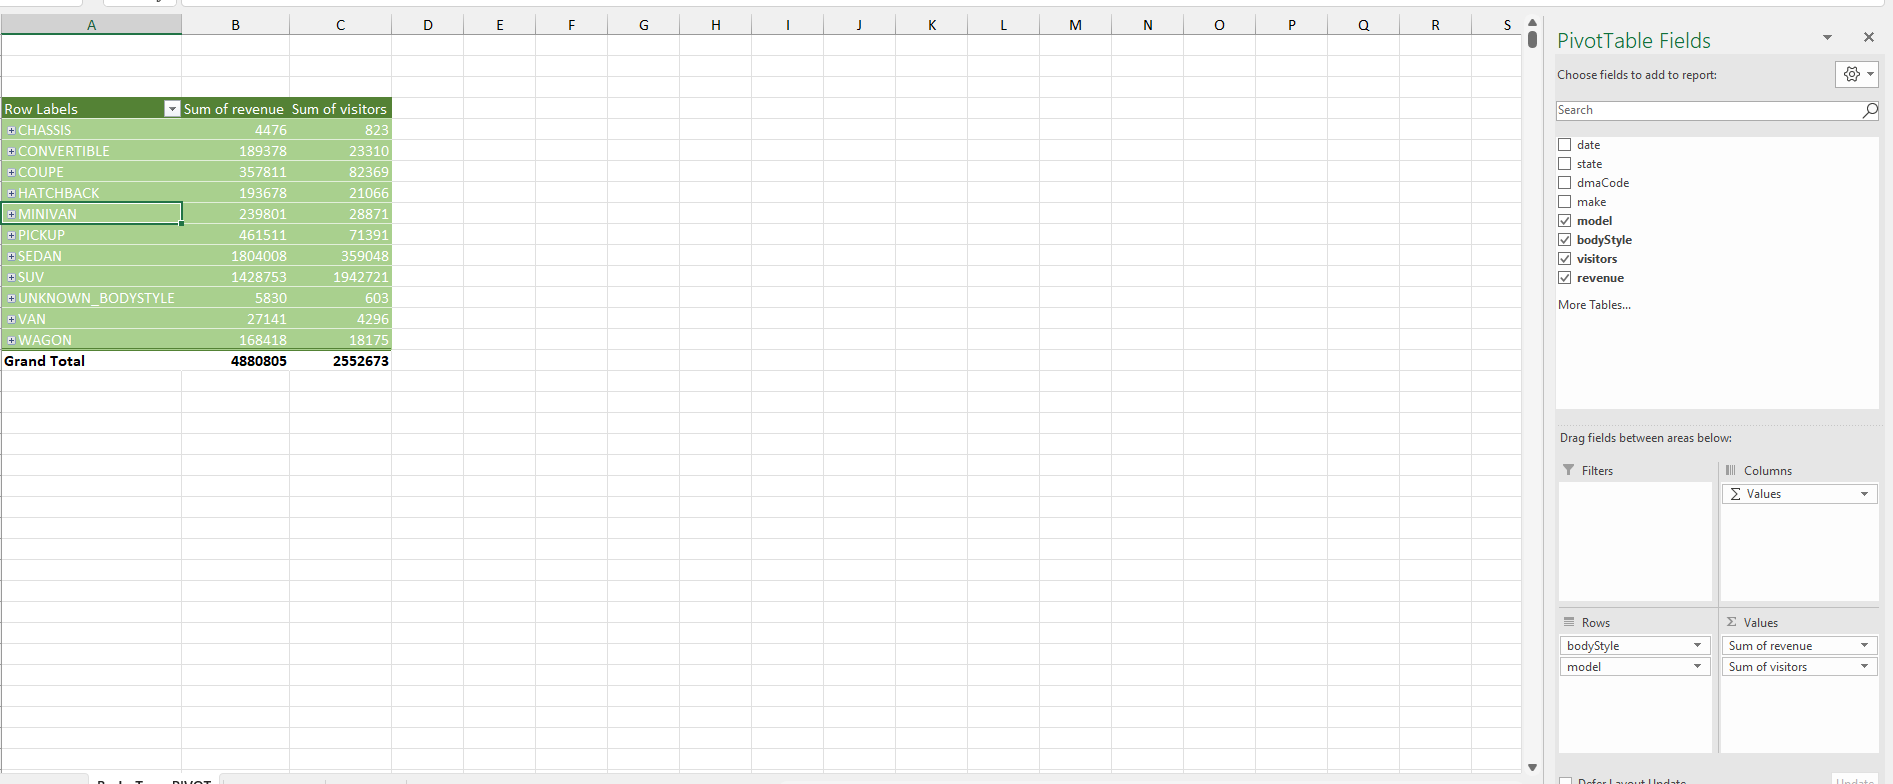 A B C D E F G H I J K L M N O P Q R S
Row Labels Sum of revenue Sum of visitors
CHASSIS 4476 823
CONVERTIBLE 189378 23310
COUPE 357811 82369
HATCHBACK 193678 21066
MINIVAN 239801 28871
PICKUP 461511 71391
SEDAN 1804008 359048
SUV 1428753 1942721
UNKNOWN_BODYSTYLE 5830 603
VAN 27141 4296
WAGON 168418 18175
Grand Total 4880805 2552673
PivotTable Fields
Choose fields to add to report:
Search
date
state
dmaCode
make
model
bodyStyle
visitors
revenue
More Tables...
Drag fields between areas below:
Filters
Columns
Σ Values
Rows
Σ Values
bodyStyle
Sum of revenue
model
Sum of visitors
Defer Layout Update
Update